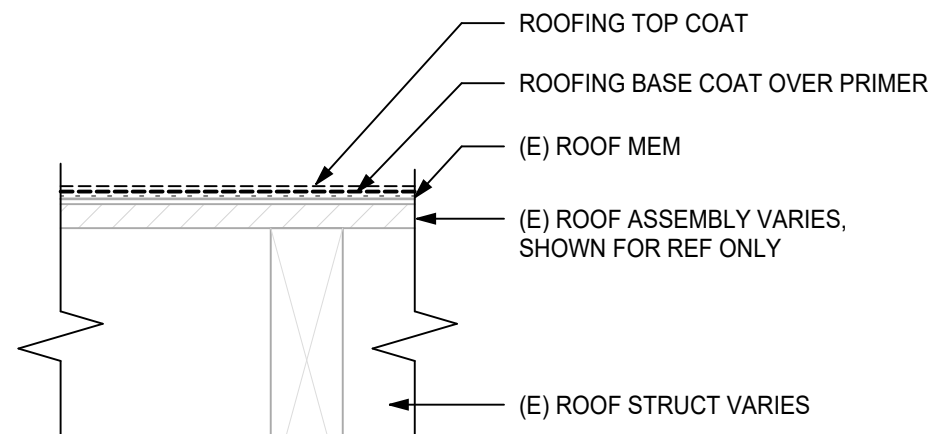 ROOFING TOP COAT
ROOFING BASE COAT OVER PRIMER
(E) ROOF MEM
(E) ROOF ASSEMBLY VARIES,
SHOWN FOR REF ONLY
(E) ROOF STRUCT VARIES